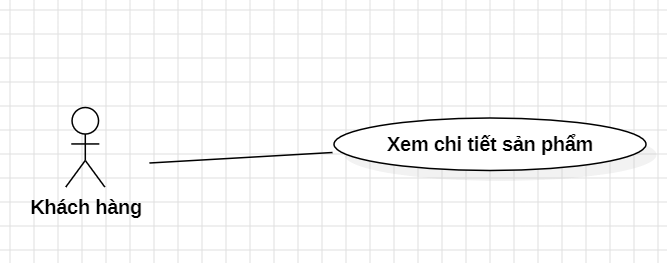 Xem chi tiết sản phẩm
Khách hàng